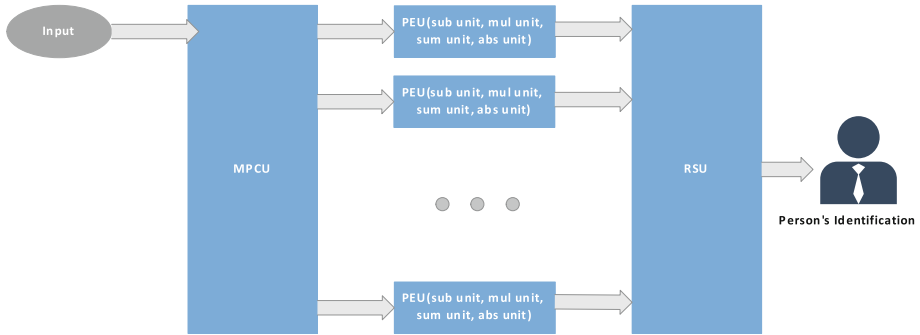 Input
PEU(sub unit, mul unit,
sum unit, abs unit)
PEU(sub unit, mul unit,
sum unit, abs unit)
MPCU
RSU
Person's Identification
PEU(sub unit, mul unit,
sum unit, abs unit)